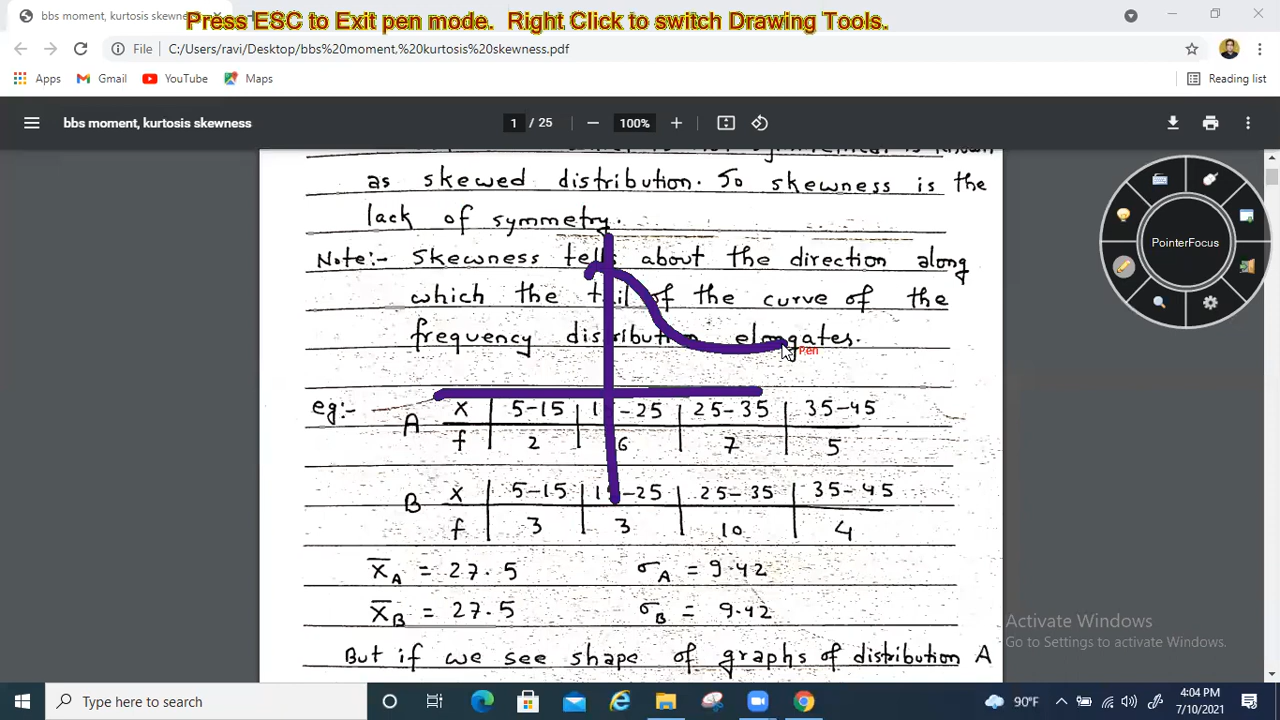 bbs moment, kurtosis skewnes
Press ESC to Exit pen mode. Right Click to switch Drawing Tools.
File C:/Users/ravi/Desktop/bbs%20moment,%20kurtosis%20skewness.pdf
Apps Gmail YouTube Maps Reading list
bbs moment, kurtosis skewness 1 / 25 100%
as skewed distribution. So skewness is the
lack of symmetry.
Note:- Skewness tells about the direction along
which the tail of the curve of the
frequency distribution elongates.
Pen
eg:- A x 5-15 -25 25-35 35-45
f 2 6 7 5
B x 5-15 -25 25-35 35-45
f 3 3 10 4
x̄A = 27.5 σA = 9.42
x̄B = 27.5 σB = 9.42
But if we see shape of graphs of distribution A
PointerFocus
Activate Windows
Go to Settings to activate Windows.
Type here to search
90°F
4:04 PM
7/10/2021